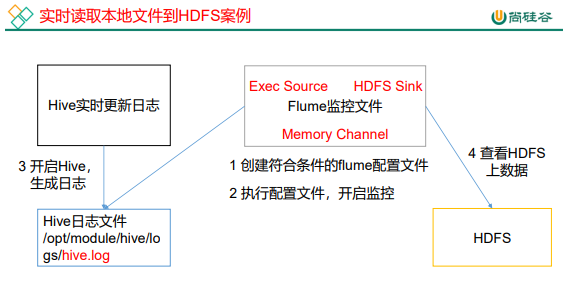 实时读取本地文件到HDFS案例
尚硅谷
Hive实时更新日志
Exec Source
HDFS Sink
Flume监控文件
Memory Channel
3 开启Hive，
生成日志
1 创建符合条件的flume配置文件
2 执行配置文件，开启监控
4 查看HDFS
上数据
Hive日志文件
/opt/module/hive/lo
gs/hive.log
HDFS